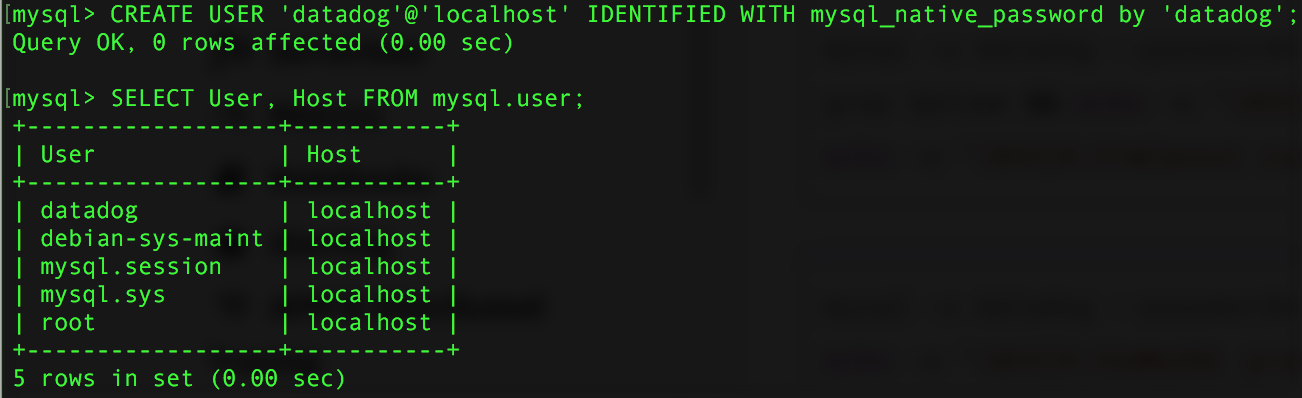 [mysql> CREATE USER 'datadog'@'localhost' IDENTIFIED WITH mysql_native_password by 'datadog';
Query OK, 0 rows affected (0.00 sec)
[mysql> SELECT User, Host FROM mysql.user;
+------------------+-----------+
| User             | Host      |
+------------------+-----------+
| datadog          | localhost |
| debian-sys-maint | localhost |
| mysql.session    | localhost |
| mysql.sys        | localhost |
| root             | localhost |
+------------------+-----------+
5 rows in set (0.00 sec)